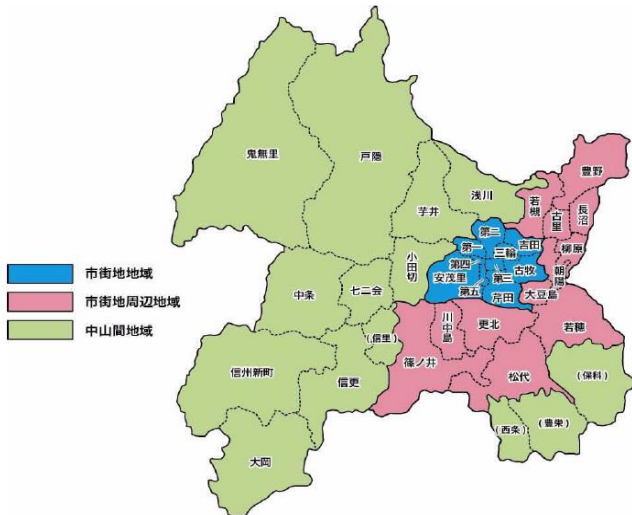 鬼無里
戸隠
豊野
浅川
芋井
若槻
古里
長沼
第二
第一
三輪
吉田
柳原
小田切
第四
第三
古牧
朝陽
安茂里
第五
芹田
大豆島
中条
七二会
(信里)
川中島
更北
若穂
信州新町
信更
篠ノ井
松代
(保科)
(西条)
(豊栄)
大岡
市街地地域
市街地周辺地域
中山間地域